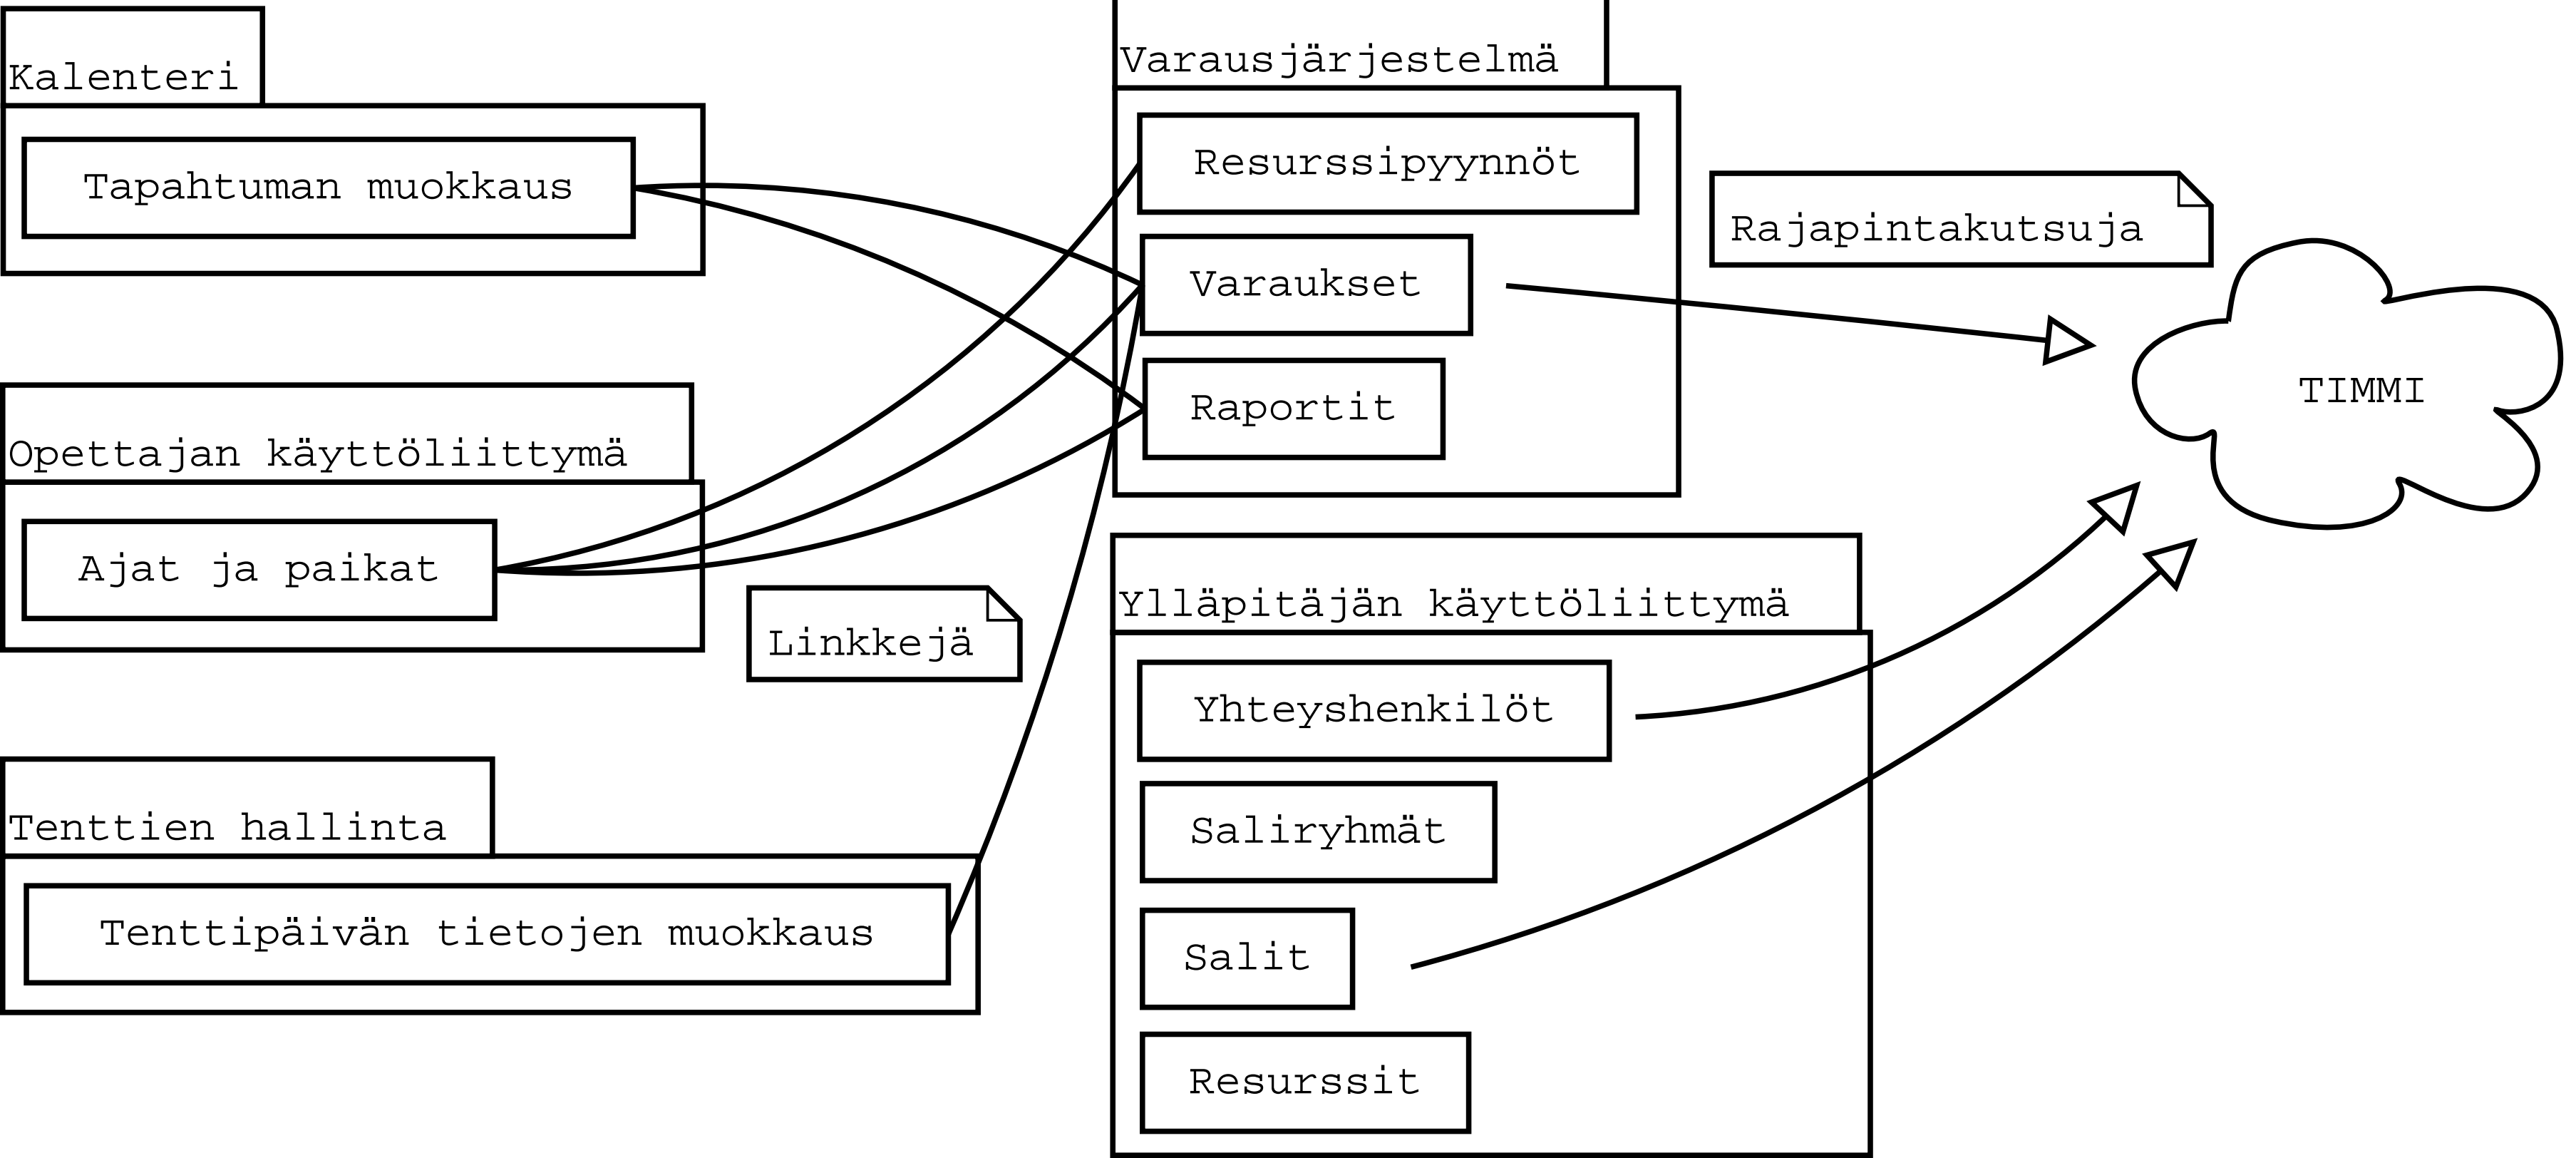 Kalenteri
Tapahtuman muokkaus
Opettajan käyttöliittymä
Ajat ja paikat
Linkkejä
Tenttien hallinta
Tenttipäivän tietojen muokkaus
Varausjärjestelmä
Resurssipyynnöt
Varaukset
Raportit
Ylläpitäjän käyttöliittymä
Yhteyshenkilöt
Saliryhmät
Salit
Resurssit
Rajapintakutsuja
TIMMI